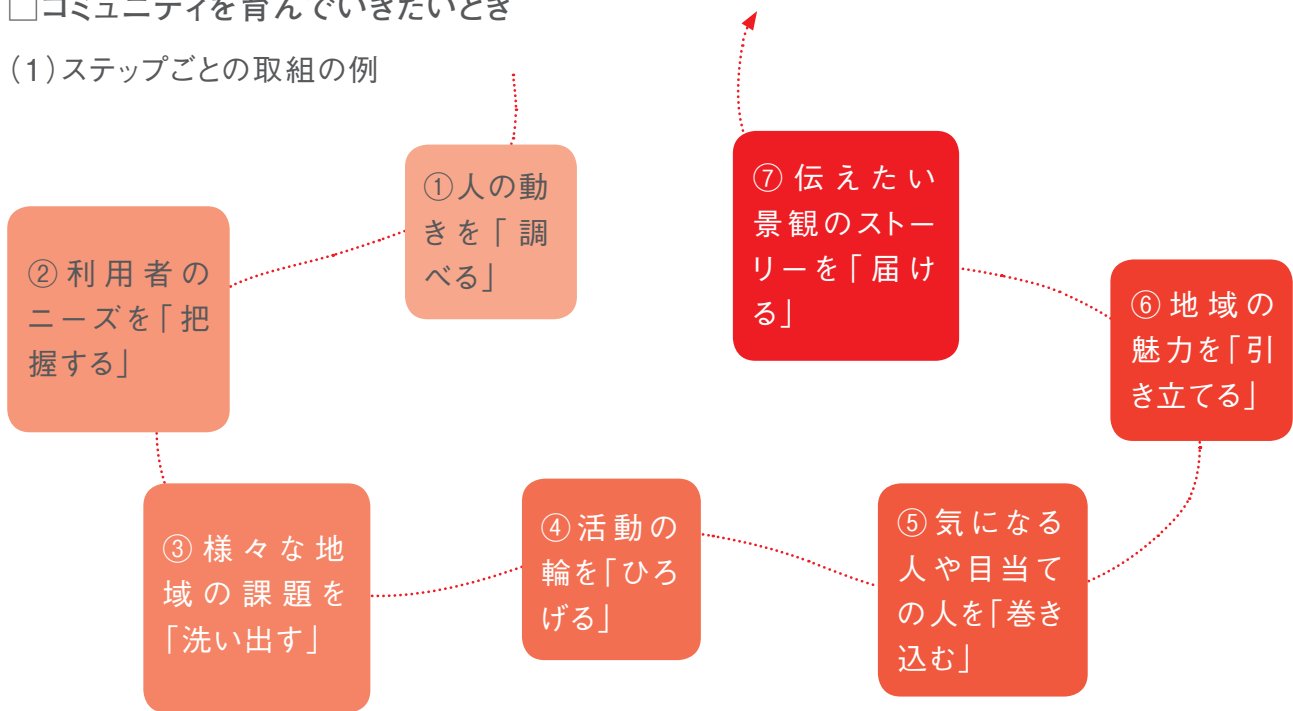 □コミュニティを育んでいきたいとき
(1)ステップごとの取組の例
①人の動
きを「調
べる」
②利用者の
ニーズを「把
握する」
③様々な地
域の課題を
「洗い出す」
④活動の
輪を「ひろ
げる」
⑤気になる
人や目当て
の人を「巻き
込む」
⑥地域の
魅力を「引
き立てる」
⑦伝えたい
景観のストー
リーを「届け
る」